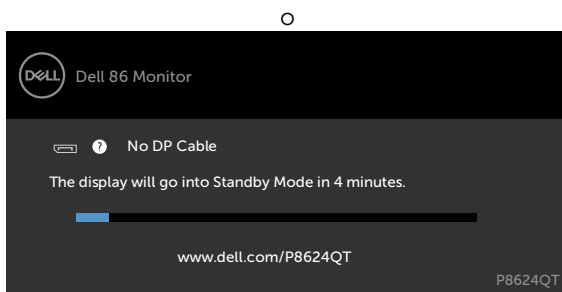 o
DELL
Dell 86 Monitor
? No DP Cable
The display will go into Standby Mode in 4 minutes.
www.dell.com/P8624QT
P8624QT